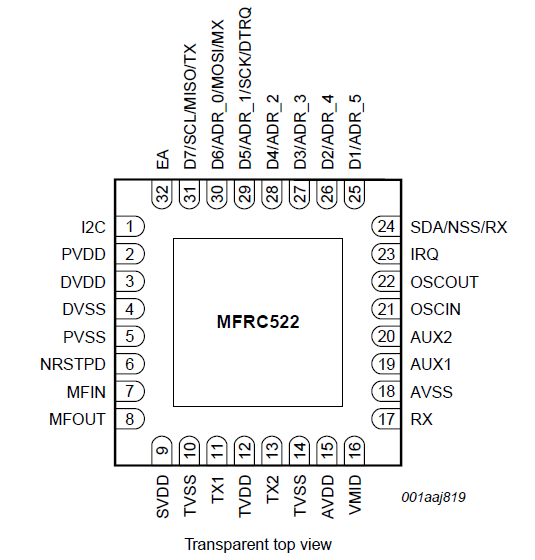 EA
D7/SCL/MISO/TX
D6/ADR_0/MOSI/MX
D5/ADR_1/SCK/DTRQ
D4/ADR_2
D3/ADR_3
D2/ADR_4
D1/ADR_5
32 31 30 29 28 27 26 25
I2C 1
PVDD 2
DVDD 3
DVSS 4
PVSS 5
NRSTPD 6
MFIN 7
MFOUT 8
MFRC522
24 SDA/NSS/RX
23 IRQ
22 OSCOUT
21 OSCIN
20 AUX2
19 AUX1
18 AVSS
17 RX
9 10 11 12 13 14 15 16
SVDD
TVSS
TX1
TVDD
TX2
TVSS
AVDD
VMID
001aaj819
Transparent top view